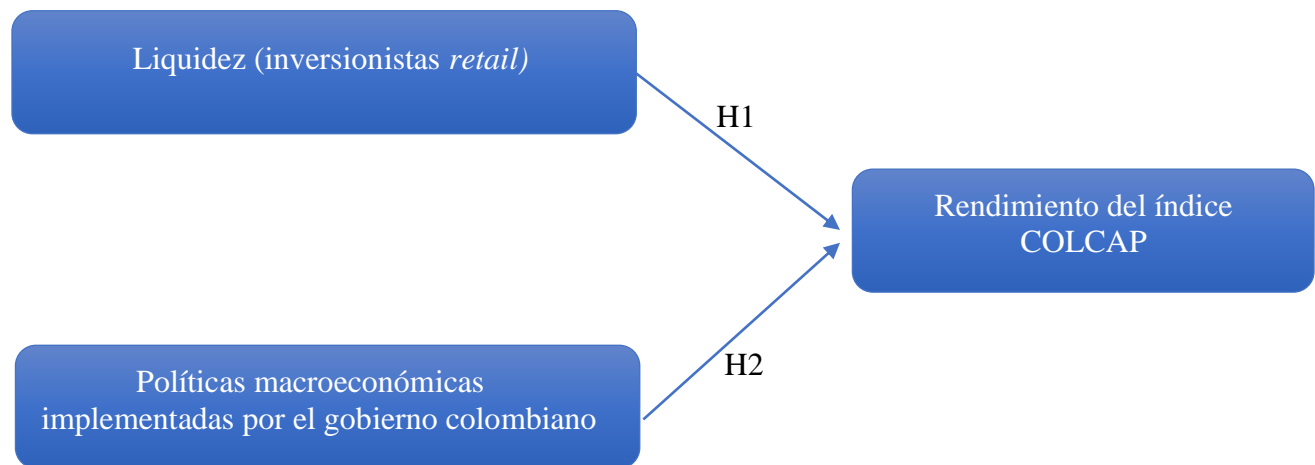 Liquidez (inversionistas retail)
H1
Rendimiento del índice
COLCAP
H2
Políticas macroeconómicas
implementadas por el gobierno colombiano